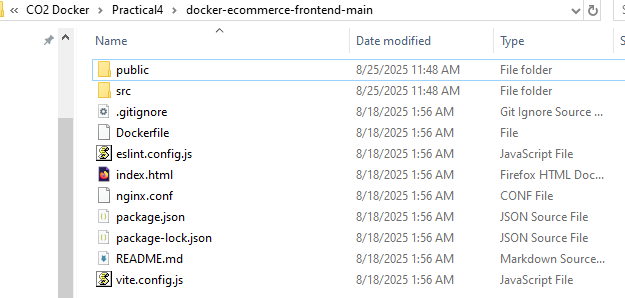 « CO2 Docker > Practical4 > docker-ecommerce-frontend-main
Name Date modified Type
public 8/25/2025 11:48 AM File folder
src 8/25/2025 11:48 AM File folder
.gitignore 8/18/2025 1:56 AM Git Ignore Source ...
Dockerfile 8/18/2025 1:56 AM File
eslint.config.js 8/18/2025 1:56 AM JavaScript File
index.html 8/18/2025 1:56 AM Firefox HTML Doc...
nginx.conf 8/18/2025 1:56 AM CONF File
package.json 8/18/2025 1:56 AM JSON Source File
package-lock.json 8/18/2025 1:56 AM JSON Source File
README.md 8/18/2025 1:56 AM Markdown Source...
vite.config.js 8/18/2025 1:56 AM JavaScript File